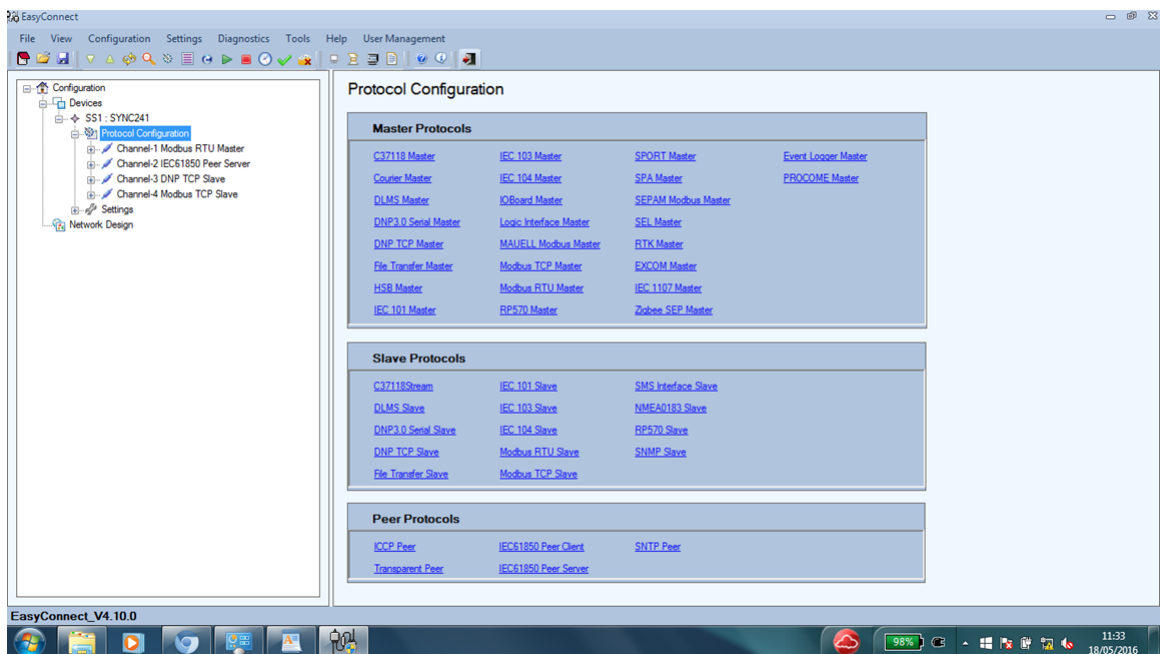 EasyConnect
File View Configuration Settings Diagnostics Tools Help User Management
Configuration
Devices
SS1 : SYNC241
Protocol Configuration
Channel-1 Modbus RTU Master
Channel-2 IEC61850 Peer Server
Channel-3 DNP TCP Slave
Channel-4 Modbus TCP Slave
Settings
Network Design
Protocol Configuration
Master Protocols
C37118 Master IEC 103 Master SPORT Master Event Logger Master
Courier Master IEC 104 Master SPA Master PROCOME Master
DLMS Master IOBoard Master SEPAM Modbus Master
DNP3.0 Serial Master Logic Interface Master SEL Master
DNP TCP Master MAUELL Modbus Master RTK Master
File Transfer Master Modbus TCP Master EXCOM Master
HSB Master Modbus RTU Master IEC 1107 Master
IEC 101 Master RP570 Master Zigbee SEP Master
Slave Protocols
C37118Stream IEC 101 Slave SMS Interface Slave
DLMS Slave IEC 103 Slave NMEA0183 Slave
DNP3.0 Serial Slave IEC 104 Slave RP570 Slave
DNP TCP Slave Modbus RTU Slave SNMP Slave
File Transfer Slave Modbus TCP Slave
Peer Protocols
ICCP Peer IEC61850 Peer Client SNTP Peer
Transparent Peer IEC61850 Peer Server
EasyConnect_V4.10.0
98%
11:33
18/05/2016